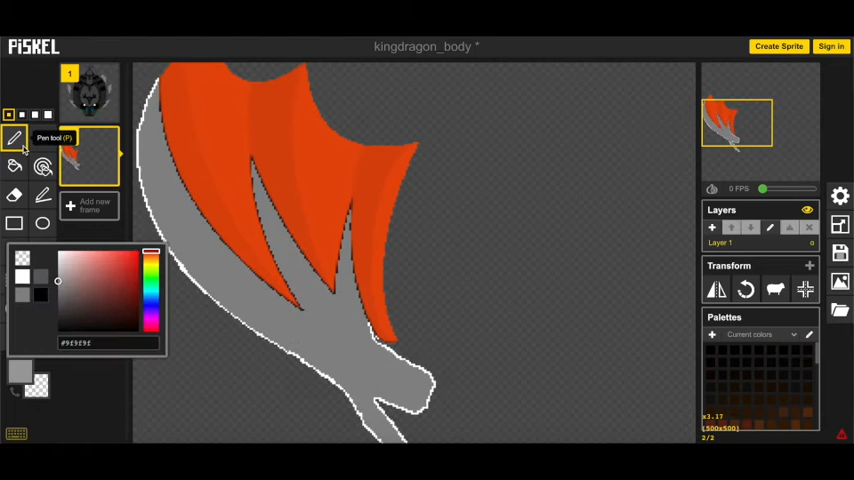 PiSKEL
kingdragon_body *
Create Sprite
Sign in
1
Pen tool (P)
Add new
frame
#9f9f9f
0 FPS
Layers
Layer 1
α
Transform
Palettes
Current colors
x3.17
[500x500]
2/2